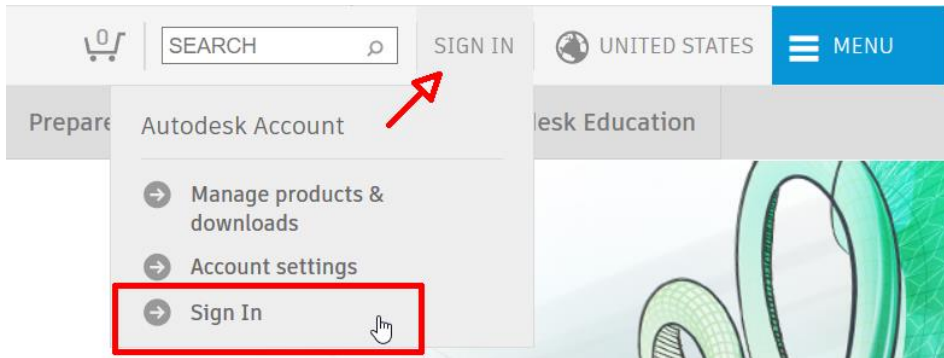 0
SEARCH
SIGN IN
UNITED STATES
MENU
Prepare
Autodesk Account
desk Education
Manage products &
downloads
Account settings
Sign In